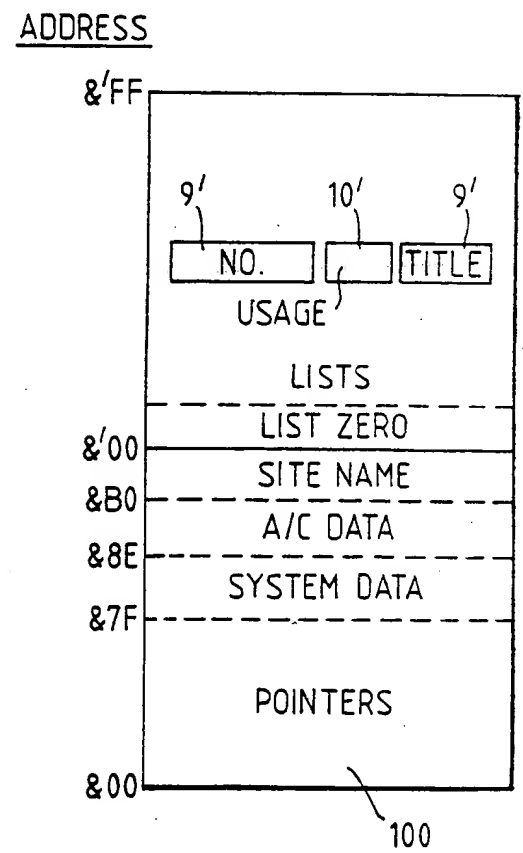 ADDRESS
&'FF
9' 10' 9'
NO. TITLE
USAGE
LISTS
LIST ZERO
&'00
SITE NAME
&B0
A/C DATA
&8E
SYSTEM DATA
&7F
POINTERS
&00
100